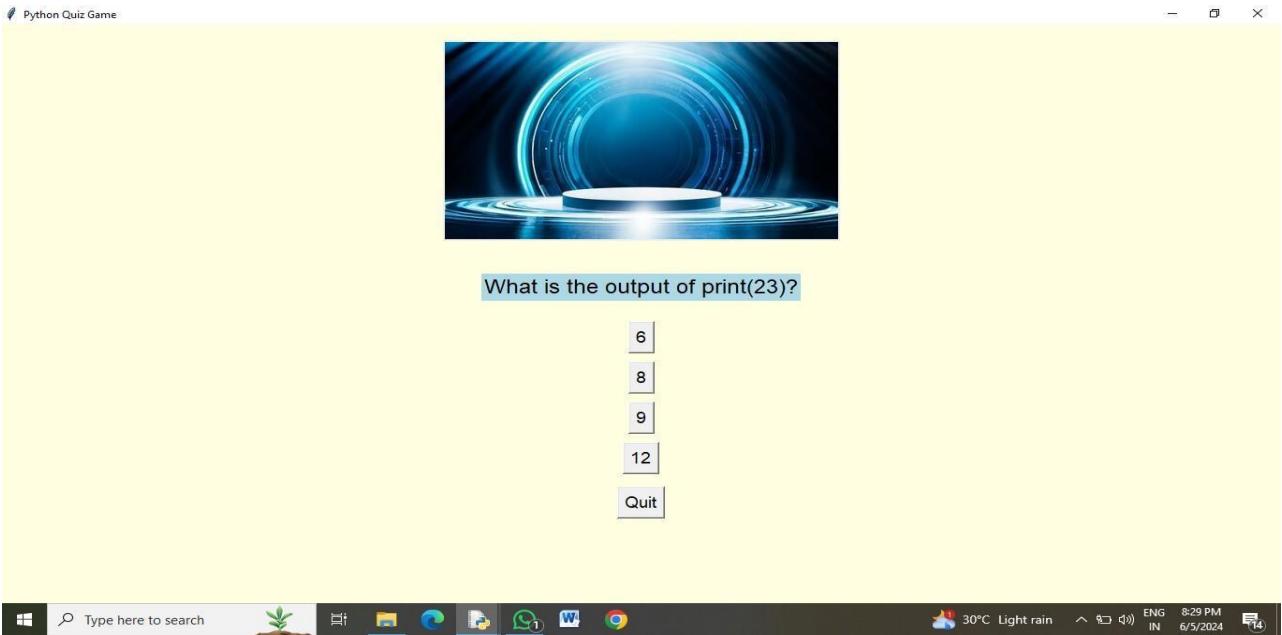 Python Quiz Game
What is the output of print(23)?
6
8
9
12
Quit
Type here to search
W
1
30°C Light rain
ENG
IN
8:29 PM
6/5/2024
14